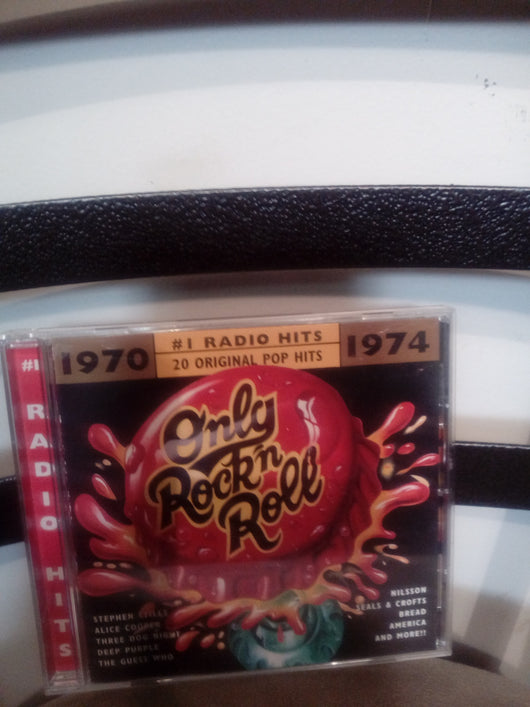 #1 RADIO HITS
1970
#1 RADIO HITS
20 ORIGINAL POP HITS
1974
Only
Rock'n
Roll
STEPHEN STILLS
ALICE COOPER
THREE DOG NIGHT
DEEP PURPLE
THE GUESS WHO
NILSSON
SEALS & CROFTS
BREAD
AMERICA
AND MORE!!